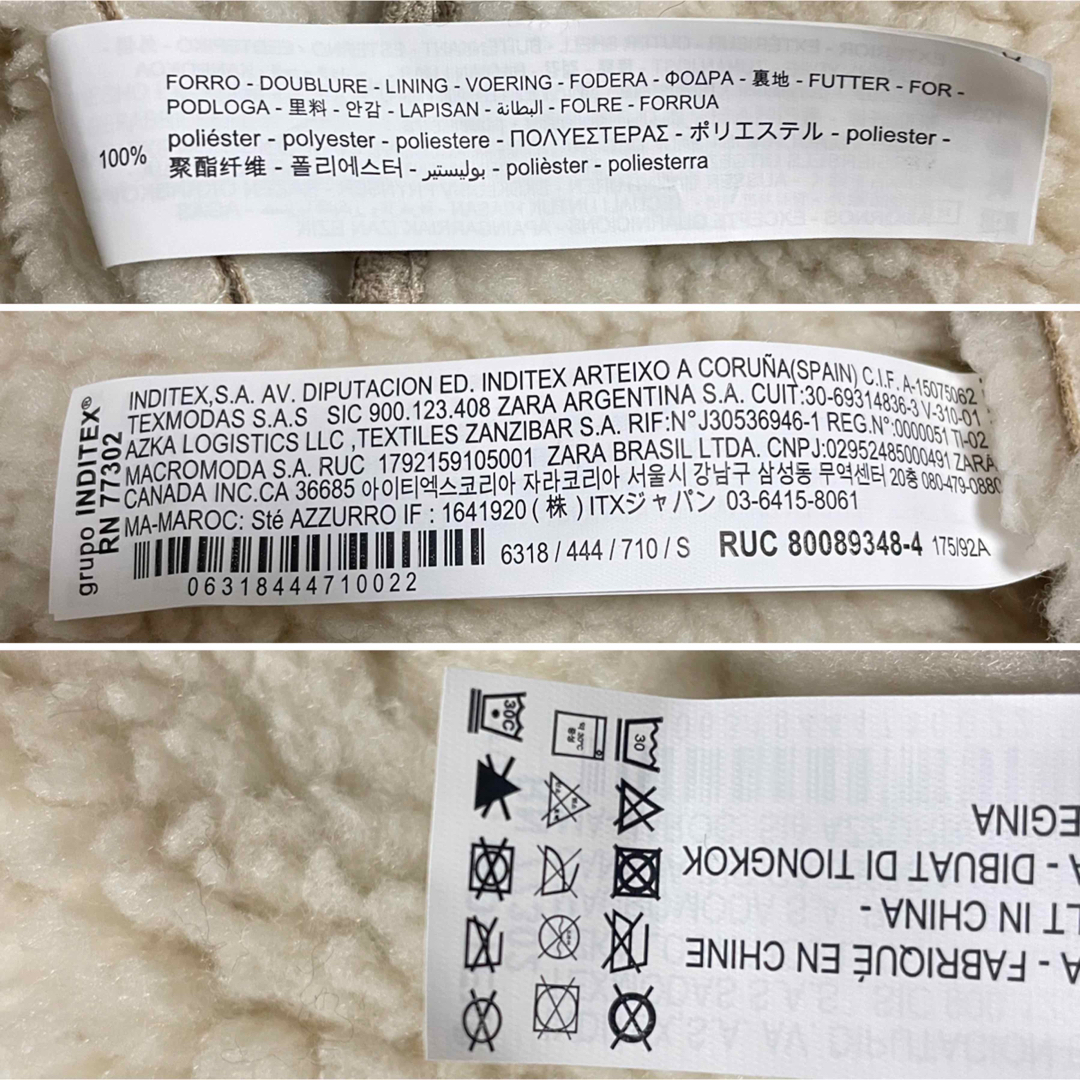 FORRO - DOUBLURE - LINING - VOERING - FODERA - ΦΟΔΡΑ - 裏地 - FUTTER - FOR -
PODLOGA - 里料 - 안감 - LAPISAN - البطانة - FOLRE - FORRUA
100% poliéster - polyester - poliestere - ΠΟΛΥΕΣΤΕΡΑΣ - ポリエステル - poliester -
聚酯纤维 - 폴리에스터 - بوليستير - polièster - poliesterra
grupo INDITEX®
RN 77302
INDITEX,S.A. AV. DIPUTACION ED. INDITEX ARTEIXO A CORUÑA(SPAIN) C.I.F. A-15075062
TEXMODAS S.A.S SIC 900.123.408 ZARA ARGENTINA S.A. CUIT:30-69314836-3 V-310-01
AZKA LOGISTICS LLC ,TEXTILES ZANZIBAR S.A. RIF:N°J30536946-1 REG.N°:0000051 TI-02
MACROMODA S.A. RUC 1792159105001 ZARA BRASIL LTDA. CNPJ:02952485000491 ZARA
CANADA INC.CA 36685 아이티엑스코리아 자라코리아 서울시 강남구 삼성동 무역센터 20층 080-479-0880
MA-MAROC: Sté AZZURRO IF : 1641920 (株) ITXジャパン 03-6415-8061
06318444710022
6318 / 444 / 710 / S
RUC 80089348-4 175/92A
30
약 30℃
중성
30C
A - FABRIQUÉ EN CHINE
LT IN CHINA -
A - DIBUAT DI TIONGKOK
EGINA